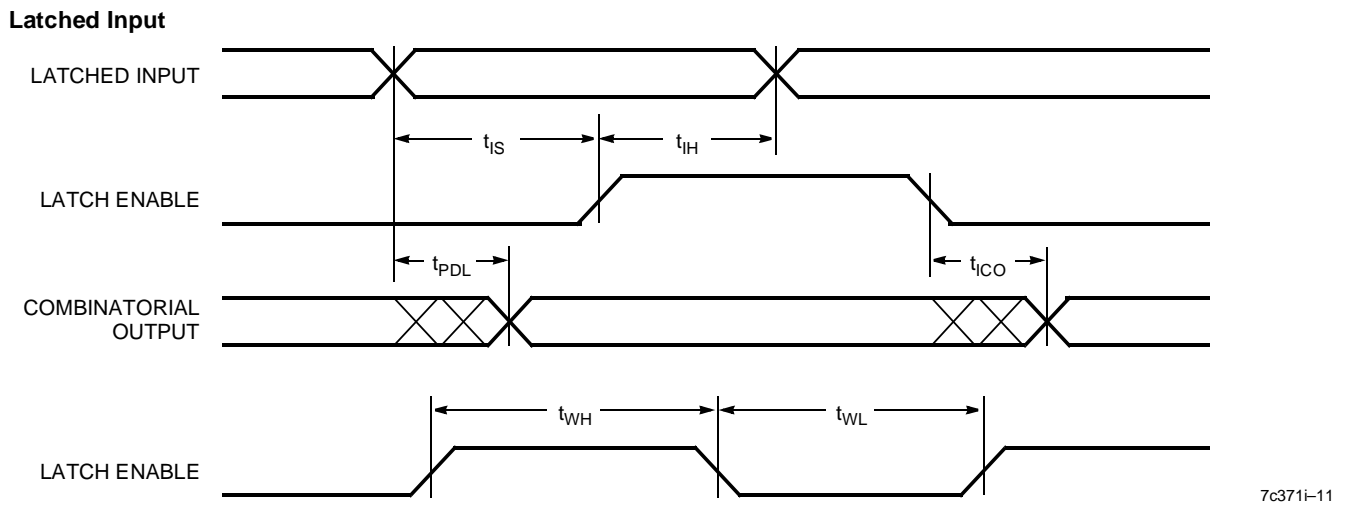 Latched Input
LATCHED INPUT
tIS
tIH
LATCH ENABLE
tPDL
tICO
COMBINATORIAL
OUTPUT
tWH
tWL
LATCH ENABLE
7c371i–11